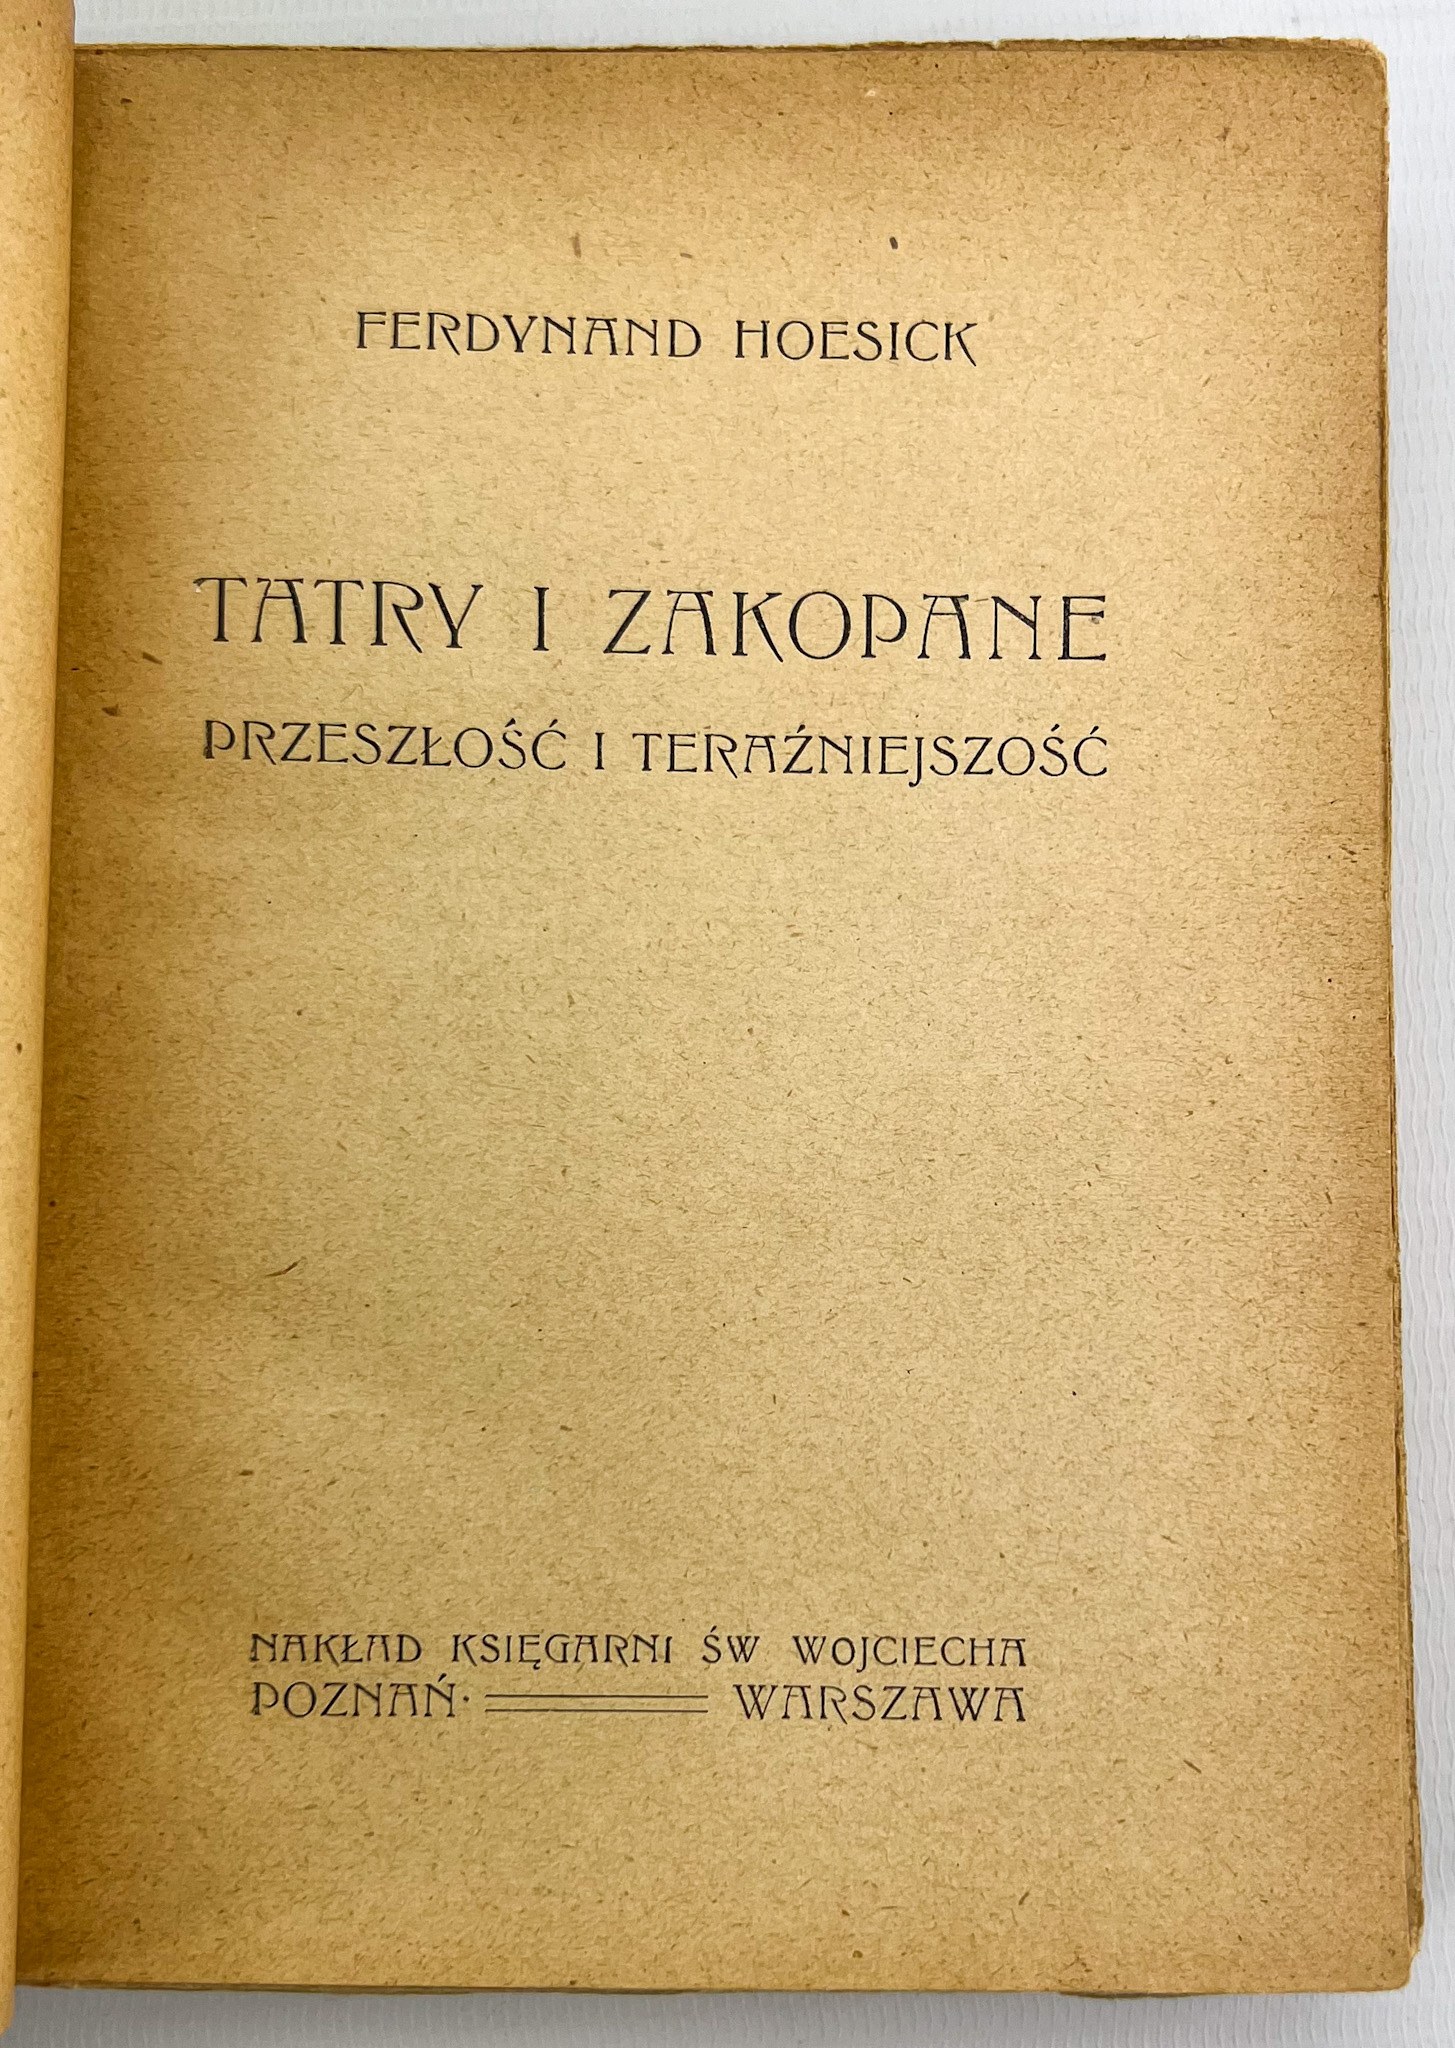 FERDYNAND HOESICK
TATRY I ZAKOPANE
PRZESZŁOŚĆ I TERAŹNIEJSZOŚĆ
NAKŁAD KSIĘGARNI ŚW WOJCIECHA
POZNAŃ· WARSZAWA